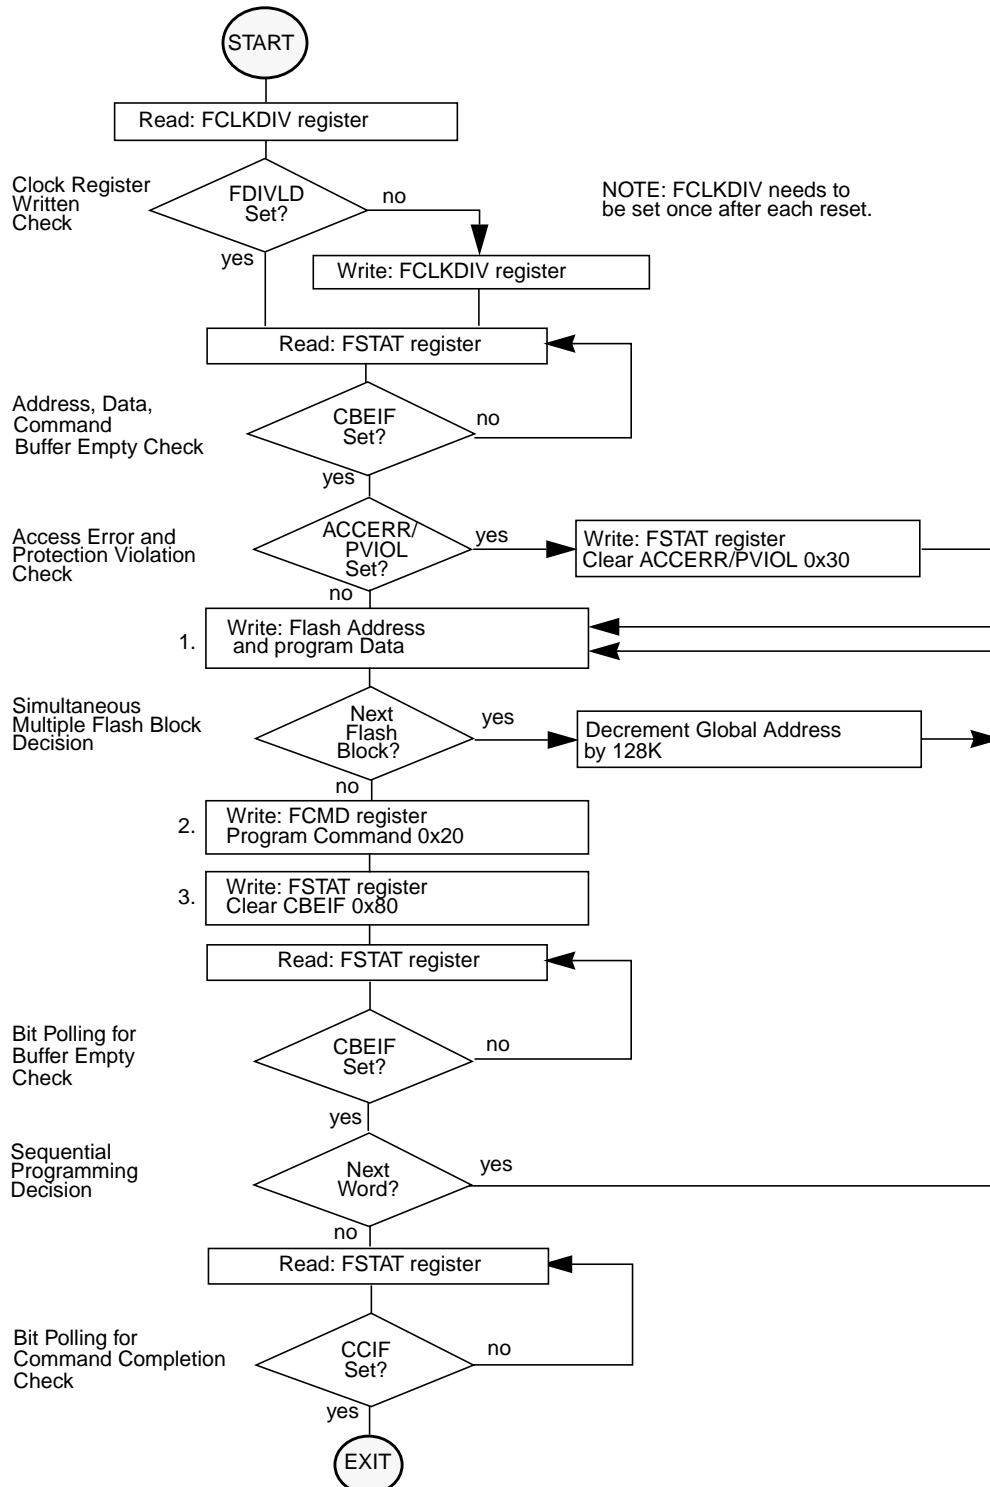 START
Read: FCLKDIV register
Clock Register
Written
Check
FDIVLD
Set?
no
yes
NOTE: FCLKDIV needs to
be set once after each reset.
Write: FCLKDIV register
Read: FSTAT register
Address, Data,
Command
Buffer Empty Check
CBEIF
Set?
no
yes
Access Error and
Protection Violation
Check
ACCERR/
PVIOL
Set?
yes
no
Write: FSTAT register
Clear ACCERR/PVIOL 0x30
1.
Write: Flash Address
and program Data
Simultaneous
Multiple Flash Block
Decision
Next
Flash
Block?
yes
no
Decrement Global Address
by 128K
2.
Write: FCMD register
Program Command 0x20
3.
Write: FSTAT register
Clear CBEIF 0x80
Read: FSTAT register
Bit Polling for
Buffer Empty
Check
CBEIF
Set?
no
yes
Sequential
Programming
Decision
Next
Word?
yes
no
Read: FSTAT register
Bit Polling for
Command Completion
Check
CCIF
Set?
no
yes
EXIT